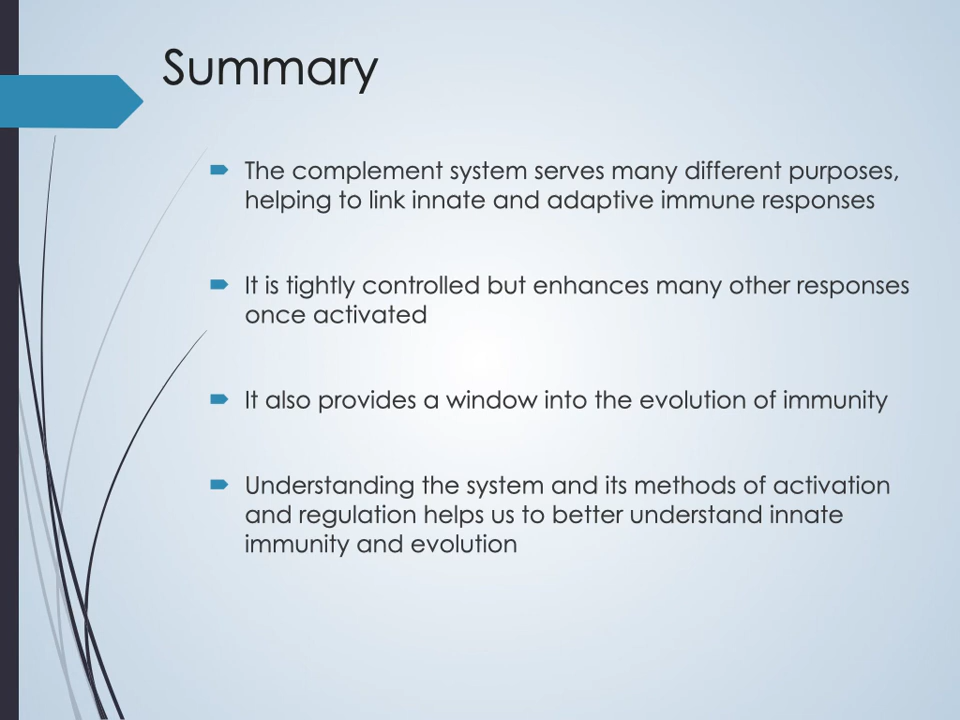 Summary
The complement system serves many different purposes,
helping to link innate and adaptive immune responses
It is tightly controlled but enhances many other responses
once activated
It also provides a window into the evolution of immunity
Understanding the system and its methods of activation
and regulation helps us to better understand innate
immunity and evolution